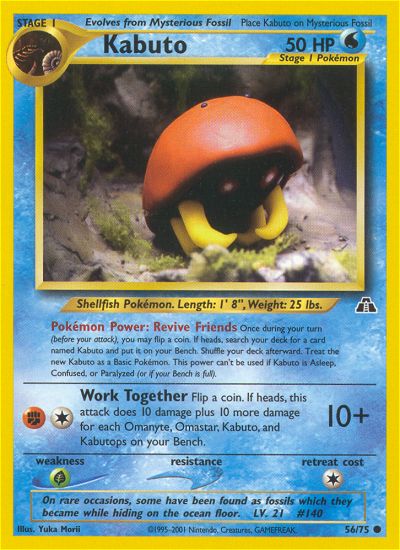 STAGE 1 Evolves from Mysterious Fossil Place Kabuto on Mysterious Fossil
Kabuto 50 HP
Stage 1 Pokémon
Shellfish Pokémon. Length: 1' 8", Weight: 25 lbs.
Pokémon Power: Revive Friends Once during your turn
(before your attack), you may flip a coin. If heads, search your deck for a card
named Kabuto and put it on your Bench. Shuffle your deck afterward. Treat the
new Kabuto as a Basic Pokémon. This power can't be used if Kabuto is Asleep,
Confused, or Paralyzed (or if your Bench is full).
Work Together Flip a coin. If heads, this
attack does 10 damage plus 10 more damage
for each Omanyte, Omastar, Kabuto, and
Kabutops on your Bench.
10+
weakness resistance retreat cost
On rare occasions, some have been found as fossils which they
became while hiding on the ocean floor. LV. 21 #140
Illus. Yuka Morii ©1995-2001 Nintendo, Creatures, GAMEFREAK. 56/75